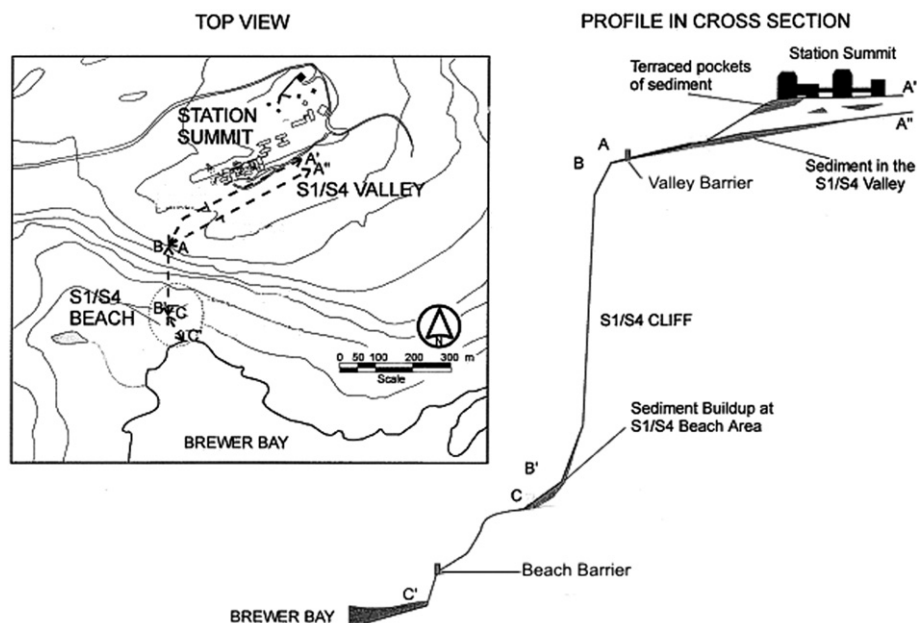 TOP VIEW
STATION
SUMMIT
A'
A"
S1/S4 VALLEY
B
A
S1/S4
BEACH
B'
C
C'
N
0 50 100 200 300 m
Scale
BREWER BAY
PROFILE IN CROSS SECTION
Station Summit
Terraced pockets
of sediment
A'
A"
A
B
Sediment in the
S1/S4 Valley
Valley Barrier
S1/S4 CLIFF
Sediment Buildup at
S1/S4 Beach Area
B'
C
Beach Barrier
C'
BREWER BAY